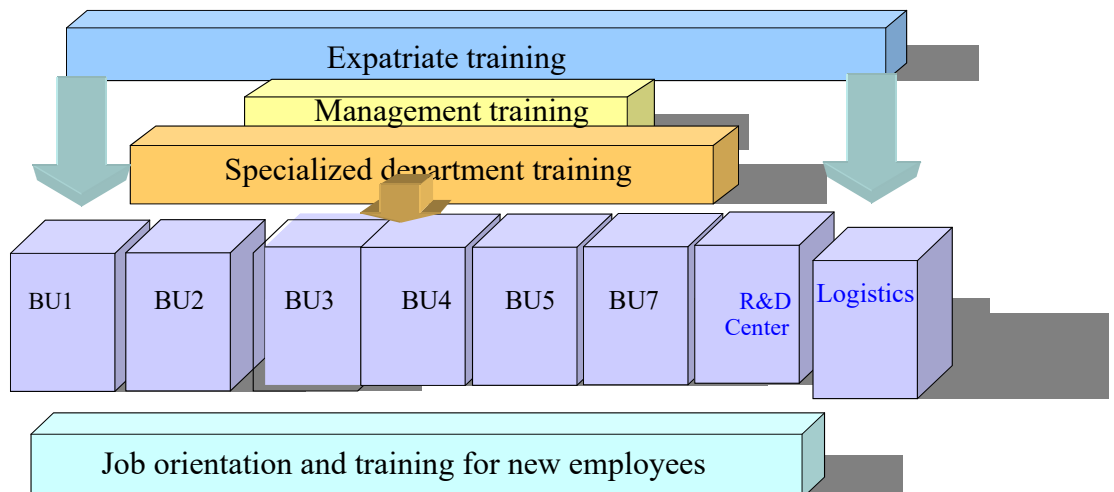 Expatriate training
Management training
Specialized department training
BU1
BU2
BU3
BU4
BU5
BU7
R&D
Center
Logistics
Job orientation and training for new employees